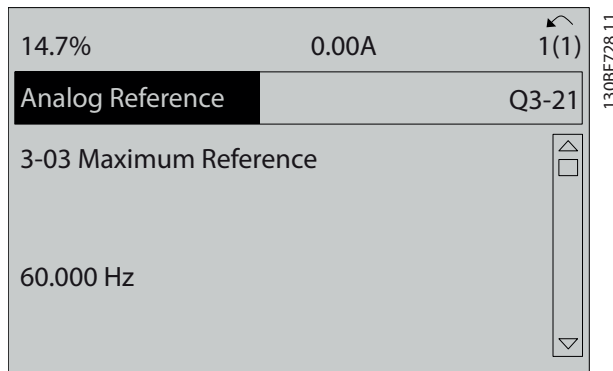 14.7% 0.00A 1(1)
Analog Reference Q3-21
3-03 Maximum Reference
60.000 Hz
130BF728.11